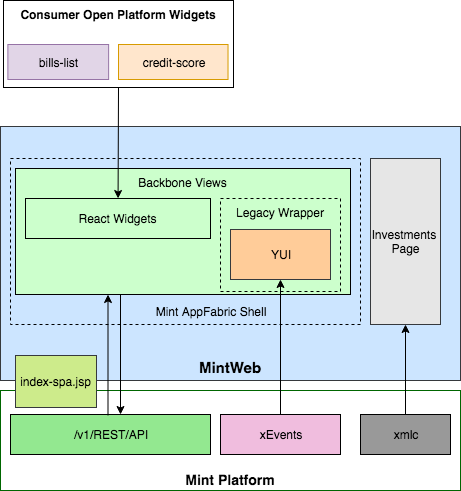 Consumer Open Platform Widgets
bills-list
credit-score
Backbone Views
React Widgets
Legacy Wrapper
YUI
Investments
Page
Mint AppFabric Shell
MintWeb
index-spa.jsp
/v1/REST/API
xEvents
xmlc
Mint Platform